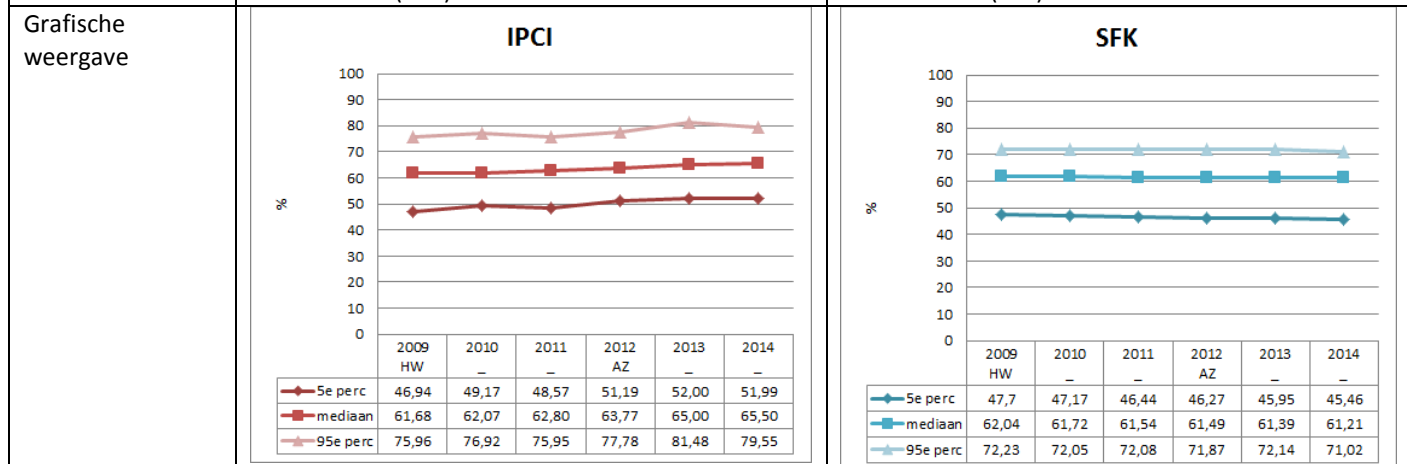 Grafische
weergave
IPCI
100
90
80
70
60
50
40
30
20
10
0
%
2009 2010 2011 2012 2013 2014
HW _ _ AZ _ _
5e perc 46,94 49,17 48,57 51,19 52,00 51,99
mediaan 61,68 62,07 62,80 63,77 65,00 65,50
95e perc 75,96 76,92 75,95 77,78 81,48 79,55
SFK
100
90
80
70
60
50
40
30
20
10
0
%
2009 2010 2011 2012 2013 2014
HW _ _ AZ _ _
5e perc 47,7 47,17 46,44 46,27 45,95 45,46
mediaan 62,04 61,72 61,54 61,49 61,39 61,21
95e perc 72,23 72,05 72,08 71,87 72,14 71,02